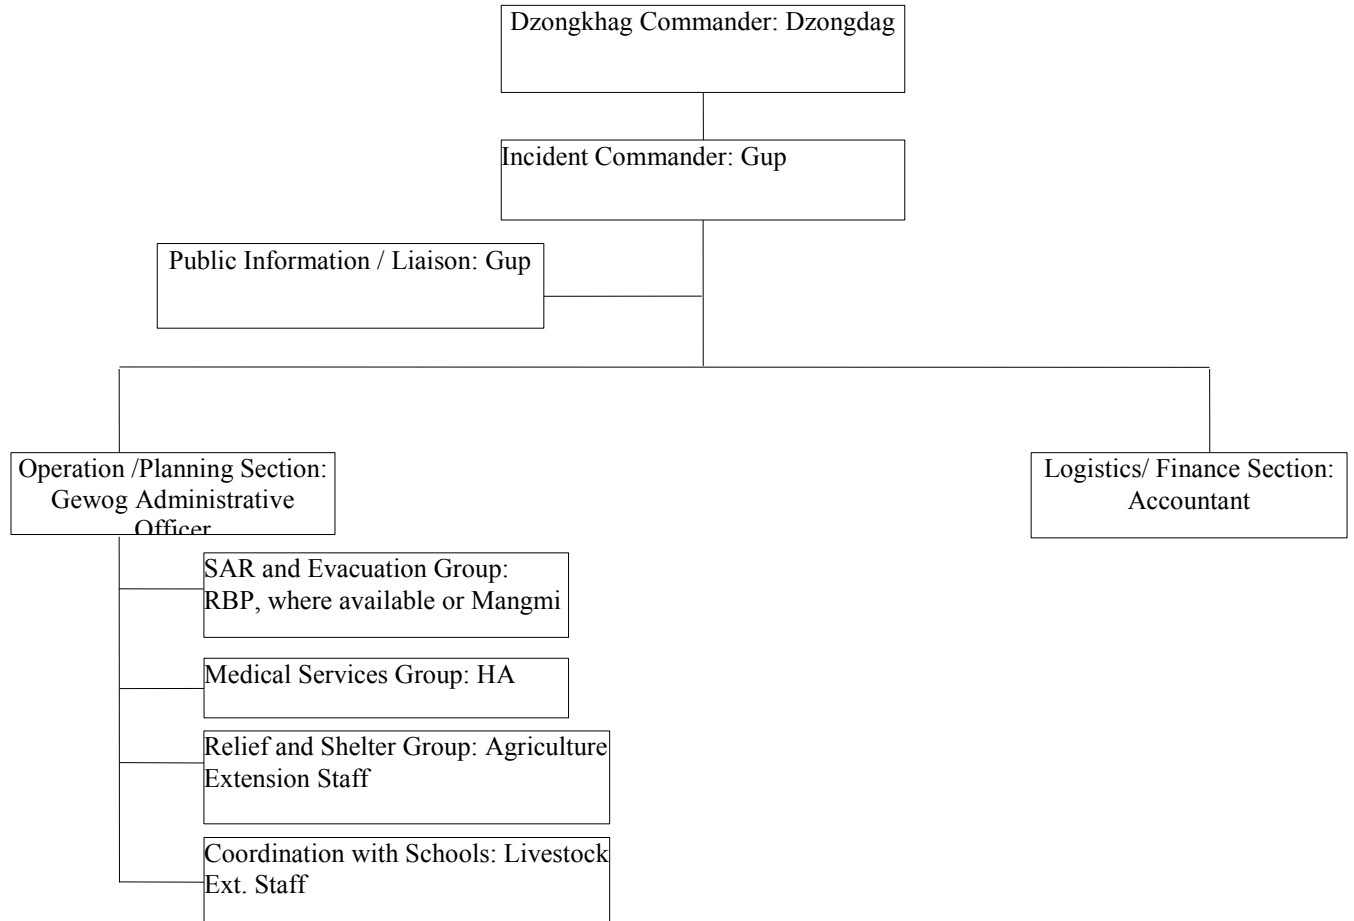 Dzongkhag Commander: Dzongdag
Incident Commander: Gup
Public Information / Liaison: Gup
Operation /Planning Section:
Gewog Administrative
Officer
Logistics/ Finance Section:
Accountant
SAR and Evacuation Group:
RBP, where available or Mangmi
Medical Services Group: HA
Relief and Shelter Group: Agriculture
Extension Staff
Coordination with Schools: Livestock
Ext. Staff